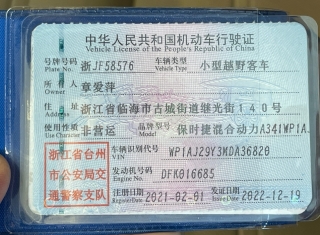 中华人民共和国机动车行驶证
Vehicle License of the People's Republic of China
号牌号码 浙JF58576 车辆类型 小型越野客车
Plate No. Vehicle Type
所有人 章爱萍
Owner
住址 浙江省临海市古城街道继光街140号
Address
使用性质 非营运 品牌型号 保时捷混合动力A341WP1A
Use Character Model
浙江省台州 车辆识别代号 WP1AJ29Y3MDA36820
VIN
市公安局交 发动机号码 DFK016685
Engine No.
通警察支队 注册日期 2021-02-01 发证日期 2022-12-19
Register Date Issue Date